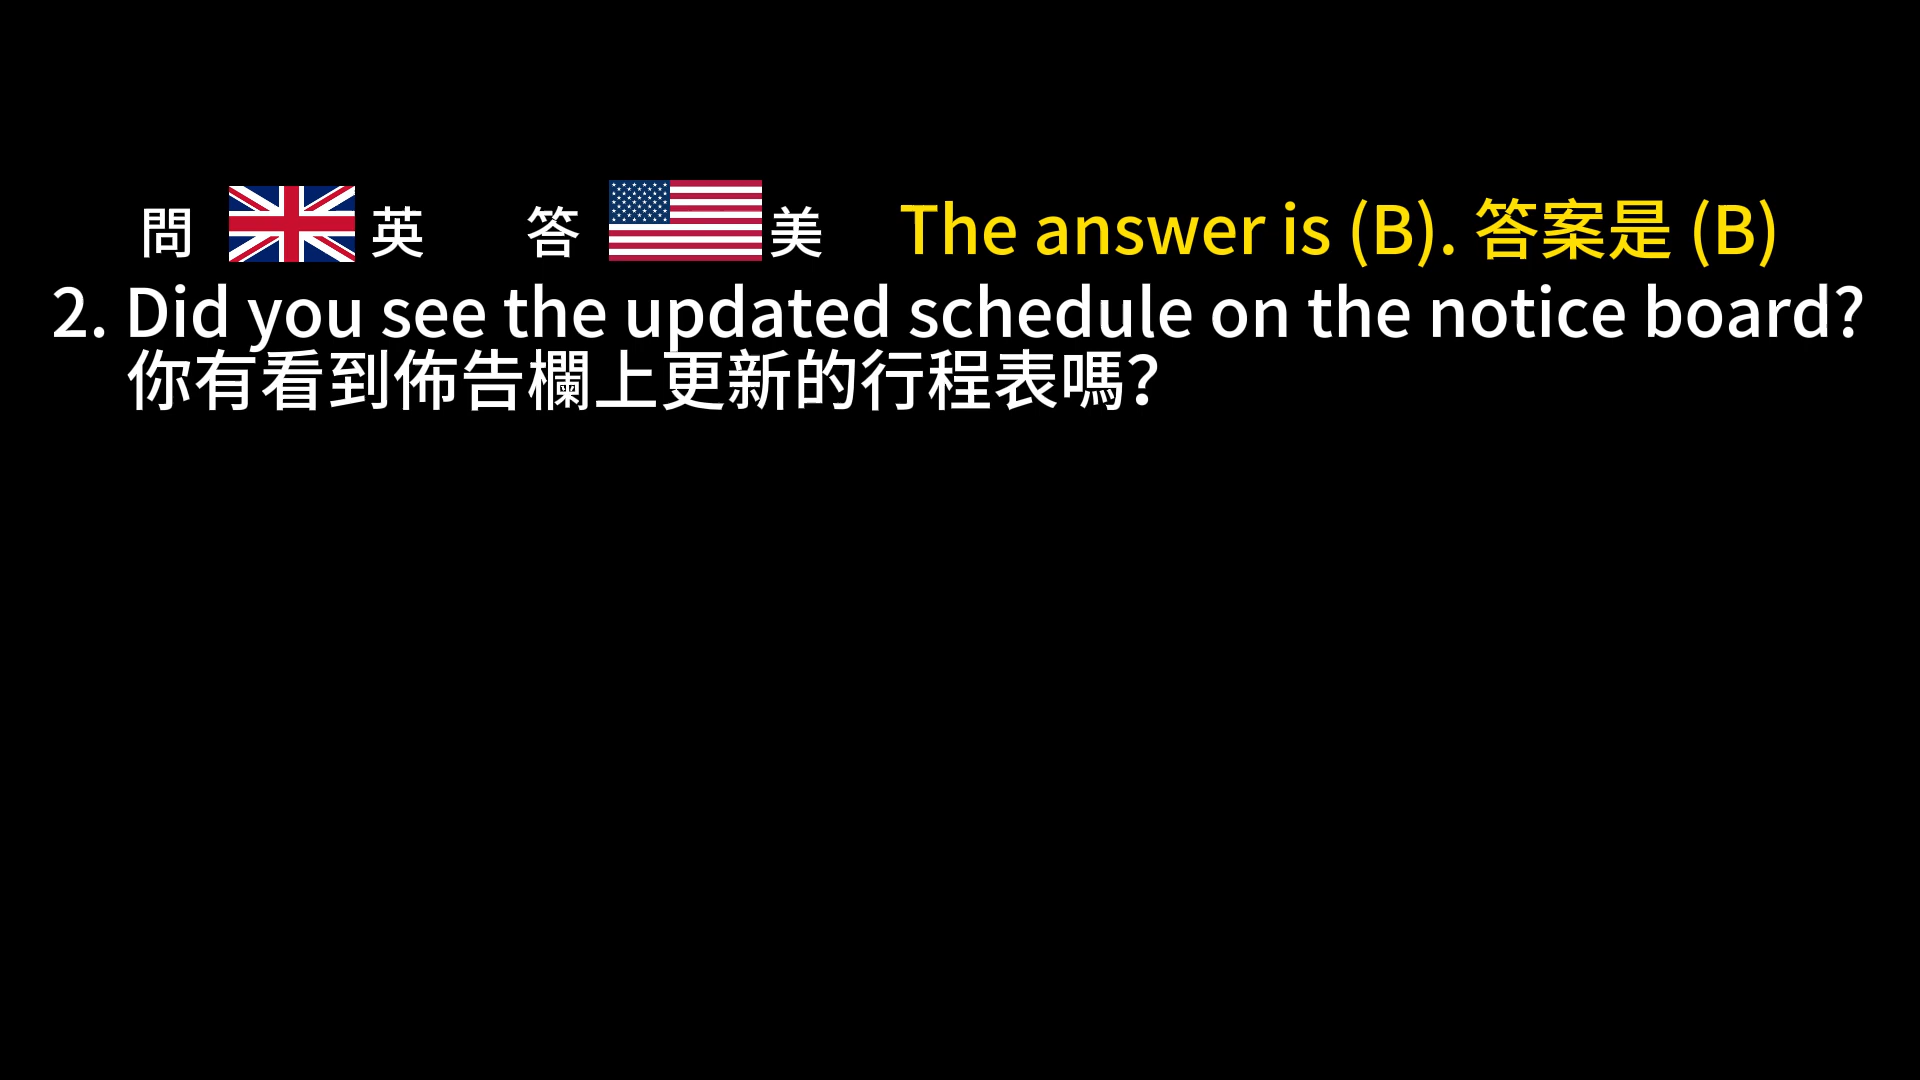 問 英 答 美 The answer is (B). 答案是 (B)
2. Did you see the updated schedule on the notice board?
你有看到佈告欄上更新的行程表嗎?